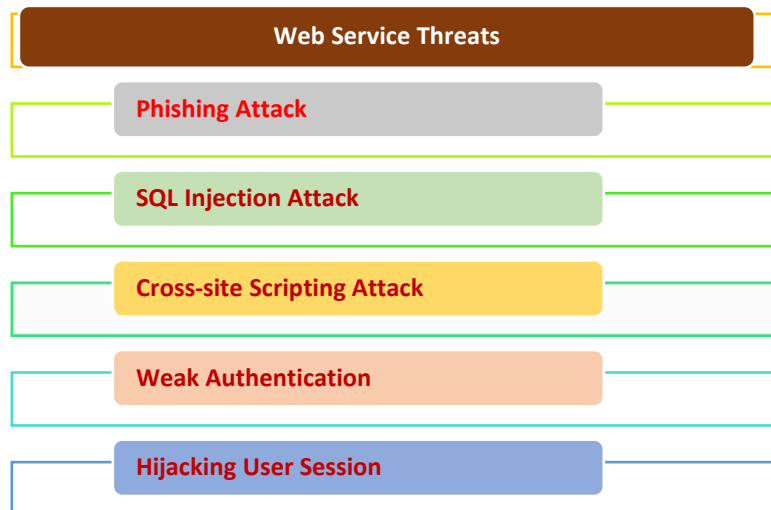 Web Service Threats
Phishing Attack
SQL Injection Attack
Cross-site Scripting Attack
Weak Authentication
Hijacking User Session